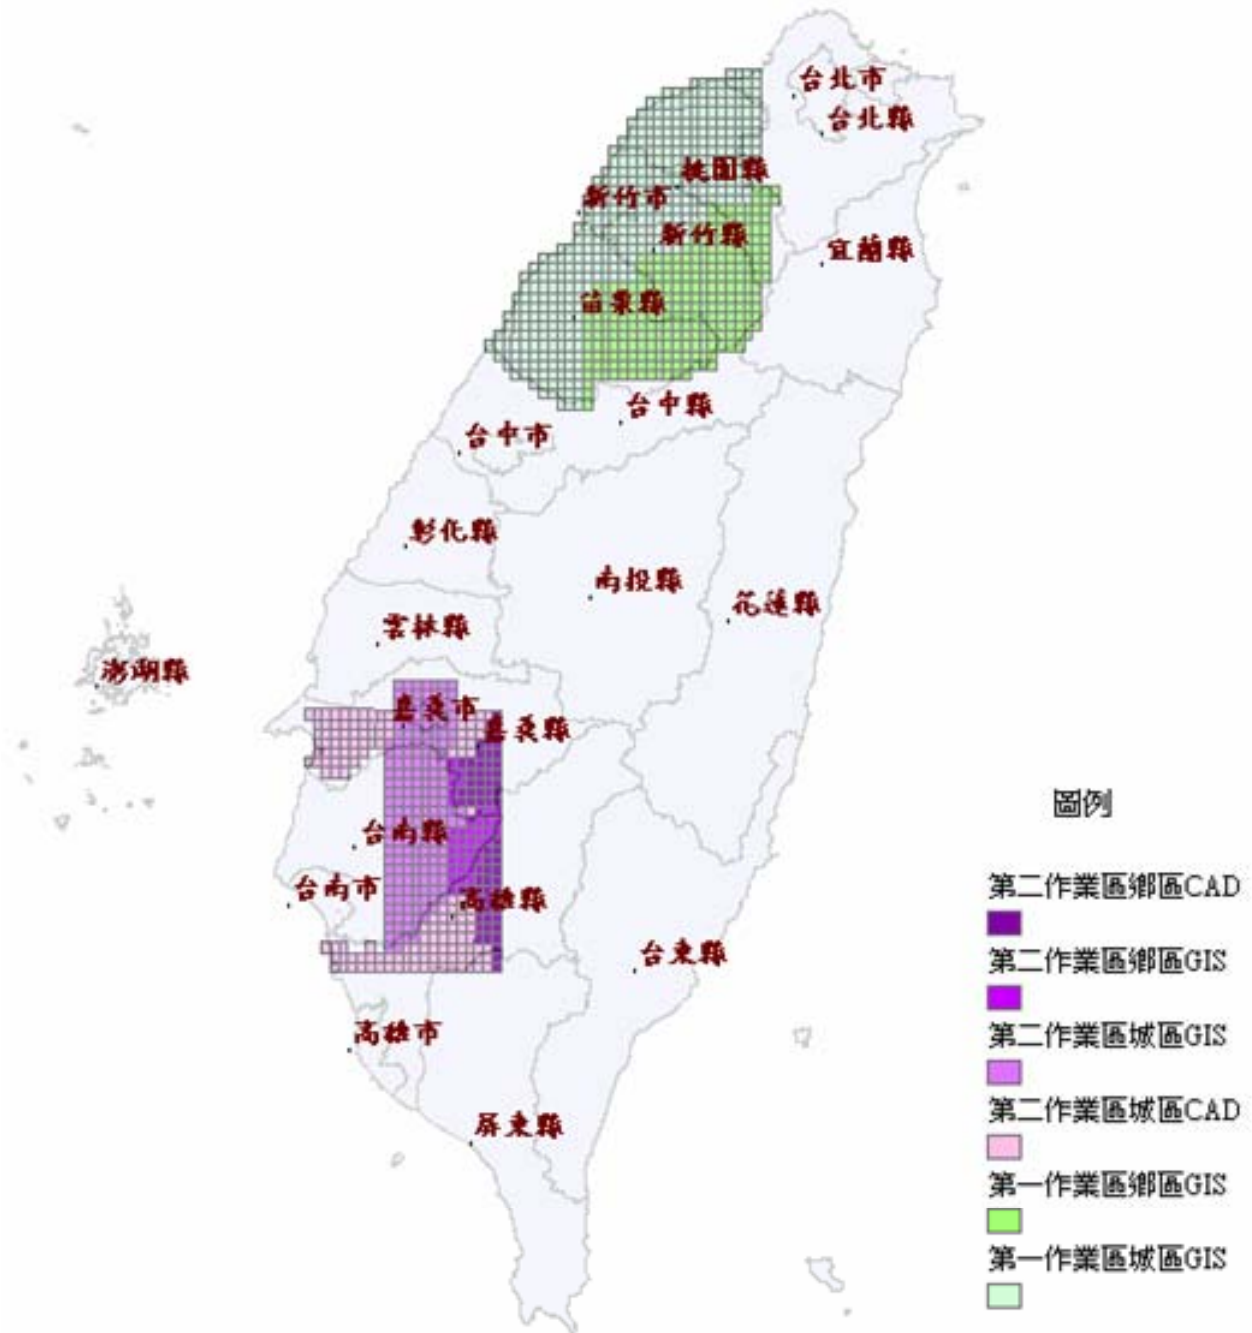 台北市
台北縣
桃園縣
新竹市
新竹縣
宜蘭縣
苗栗縣
台中縣
台中市
彰化縣
南投縣
花蓮縣
雲林縣
澎湖縣
嘉義市
嘉義縣
台南縣
台南市
高雄縣
台東縣
高雄市
屏東縣
圖例
第二作業區鄉區CAD
第二作業區鄉區GIS
第二作業區城區GIS
第二作業區城區CAD
第一作業區鄉區GIS
第一作業區城區GIS